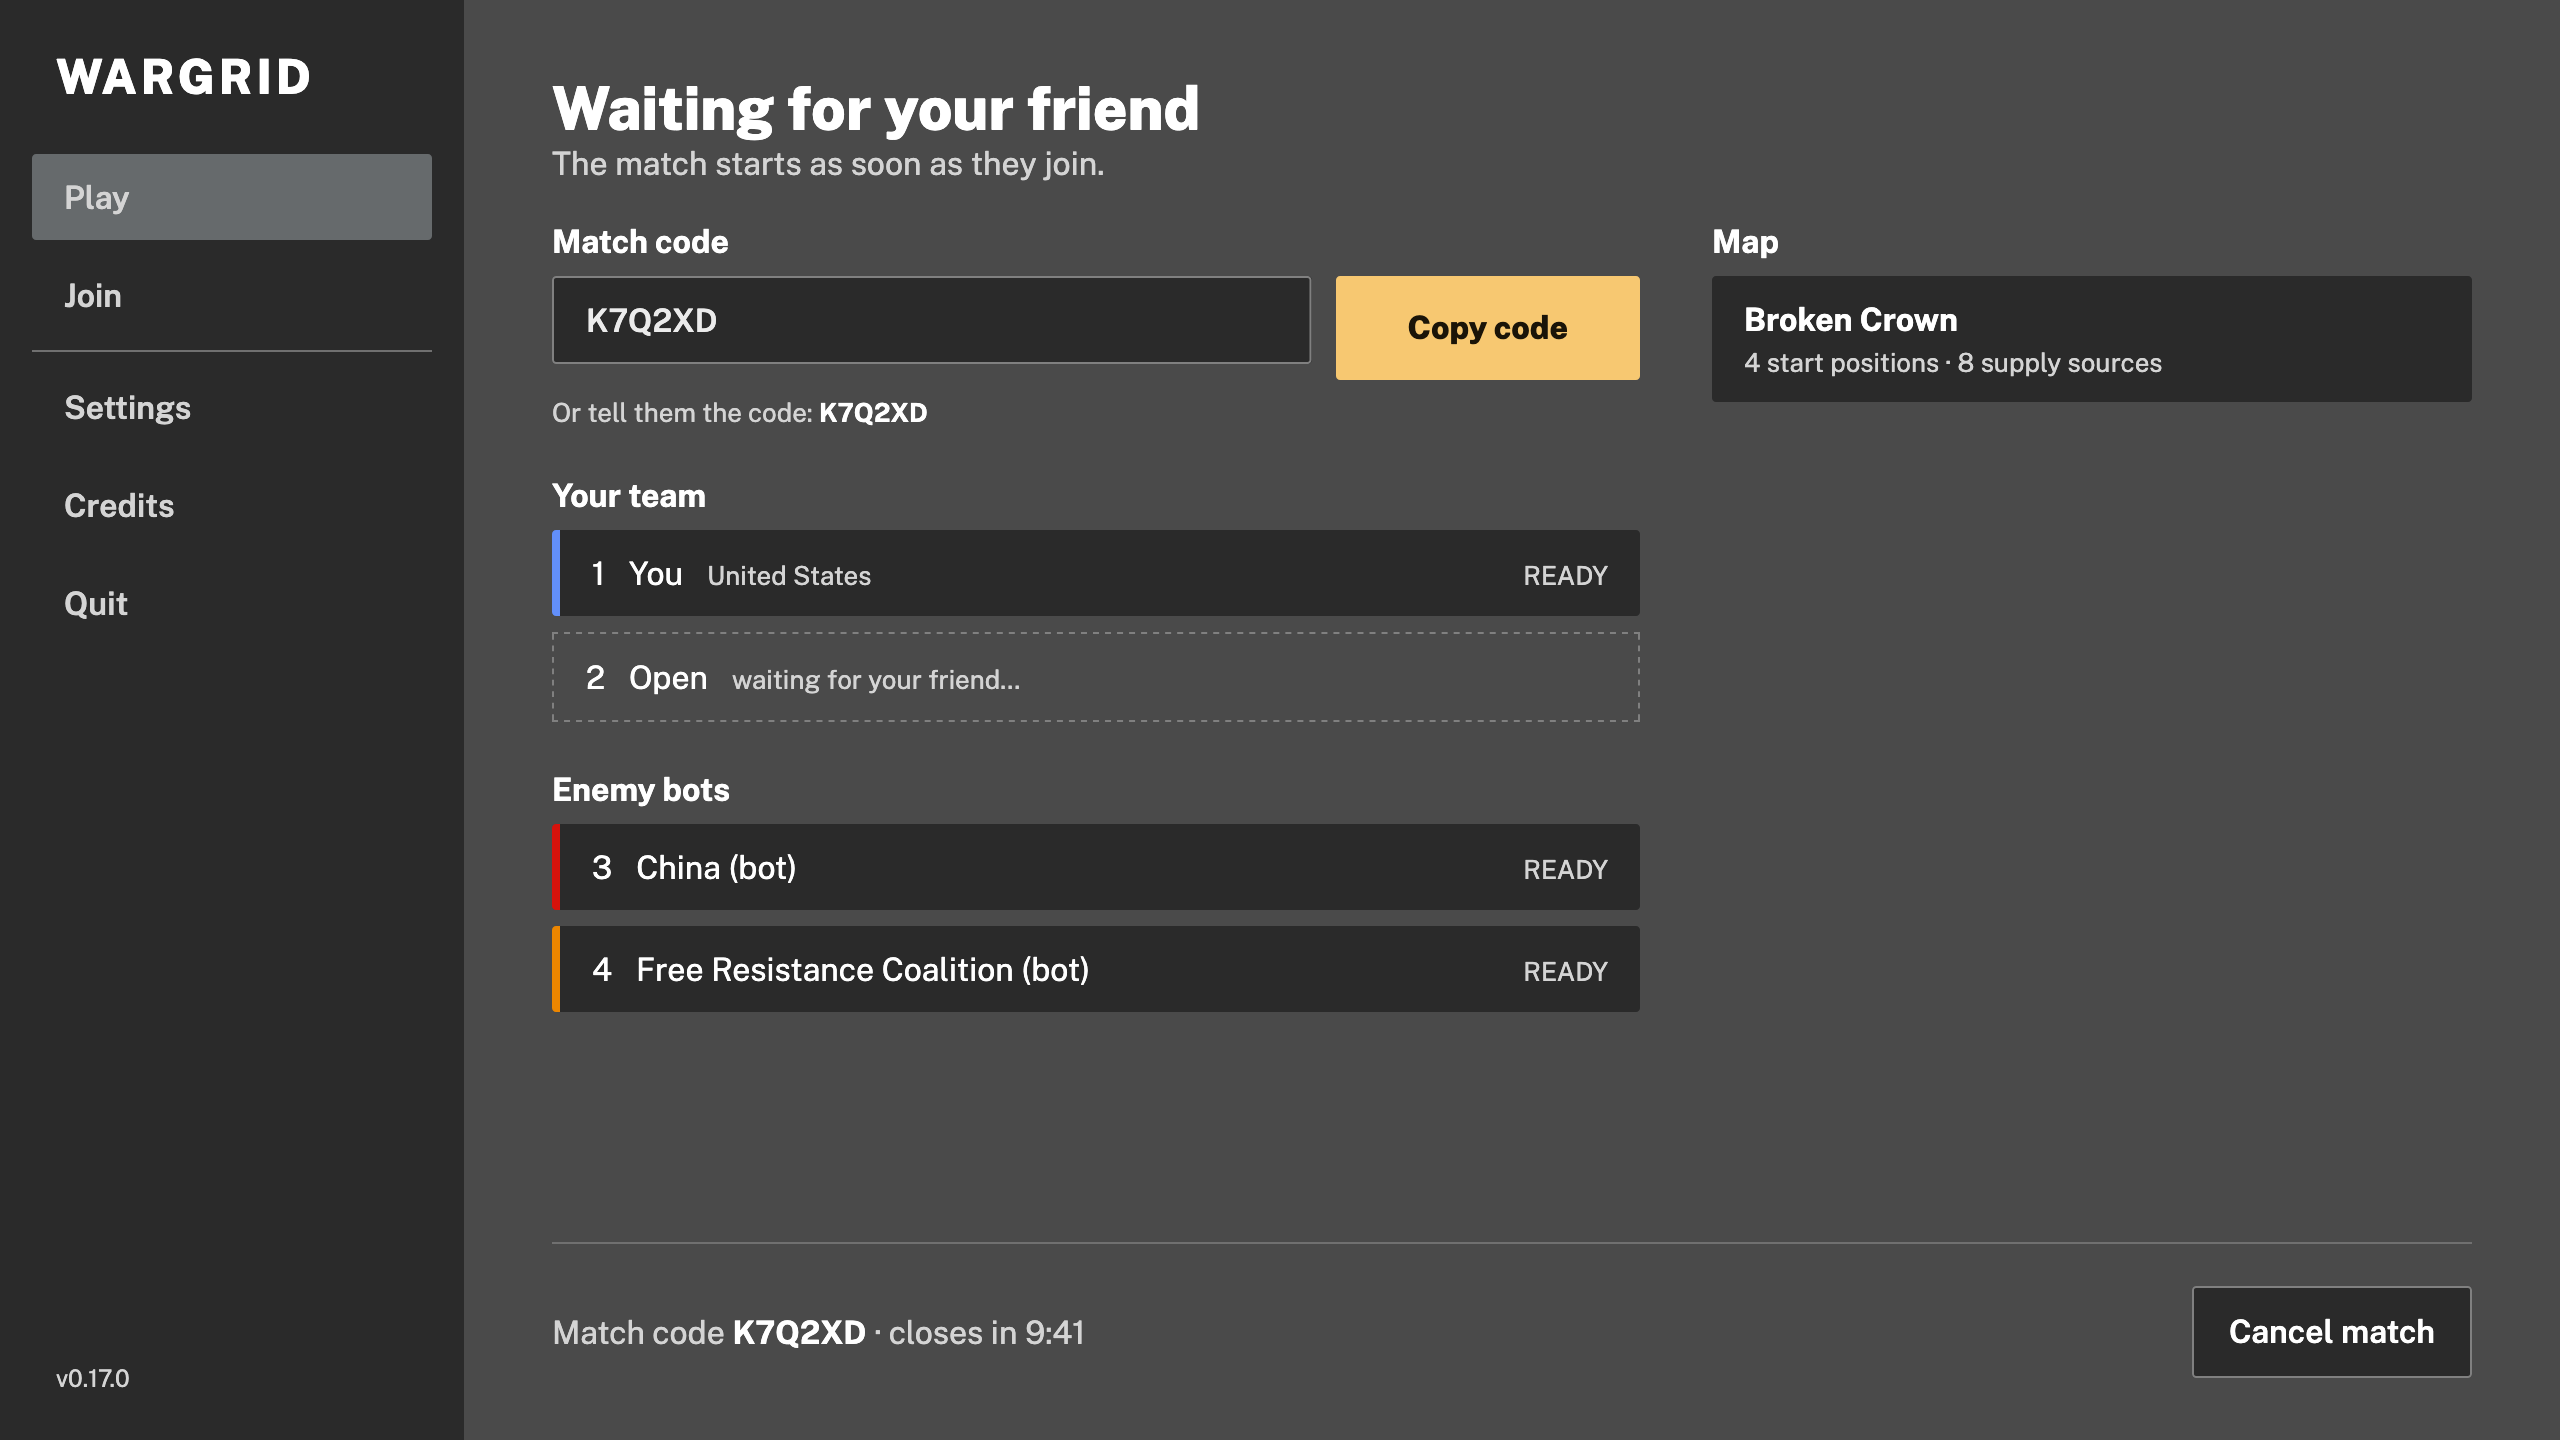 WARGRID
Play
Join
Settings
Credits
Quit
v0.17.0
Waiting for your friend
The match starts as soon as they join.
Match code
K7Q2XD
Copy code
Or tell them the code: K7Q2XD
Map
Broken Crown
4 start positions · 8 supply sources
Your team
1 You United States READY
2 Open waiting for your friend...
Enemy bots
3 China (bot) READY
4 Free Resistance Coalition (bot) READY
Match code K7Q2XD · closes in 9:41
Cancel match